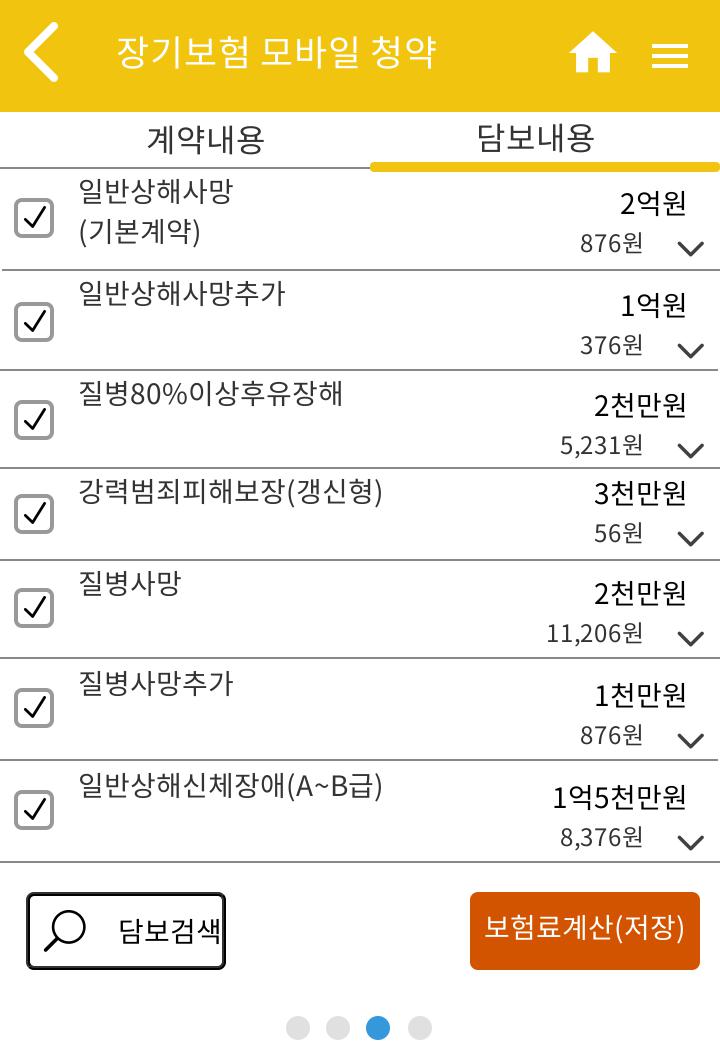 장기보험 모바일 청약
계약내용
담보내용
일반상해사망
(기본계약)
2억원
876원
일반상해사망추가
1억원
376원
질병80%이상후유장해
2천만원
5,231원
강력범죄피해보장(갱신형)
3천만원
56원
질병사망
2천만원
11,206원
질병사망추가
1천만원
876원
일반상해신체장애(A~B급)
1억5천만원
8,376원
담보검색
보험료계산(저장)